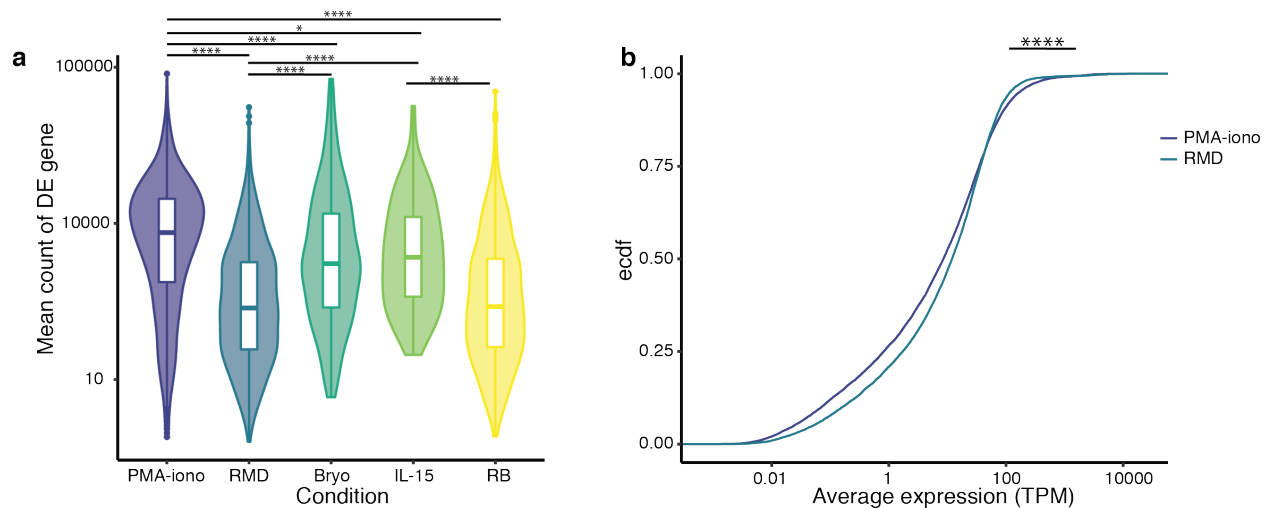 a
****
*
****
****
****
****
****
100000
10000
10
Mean count of DE gene
PMA-iono RMD Bryo IL-15 RB
Condition
b
****
1.00
0.75
0.50
0.25
0.00
ecdf
0.01 1 100 10000
Average expression (TPM)
PMA-iono
RMD